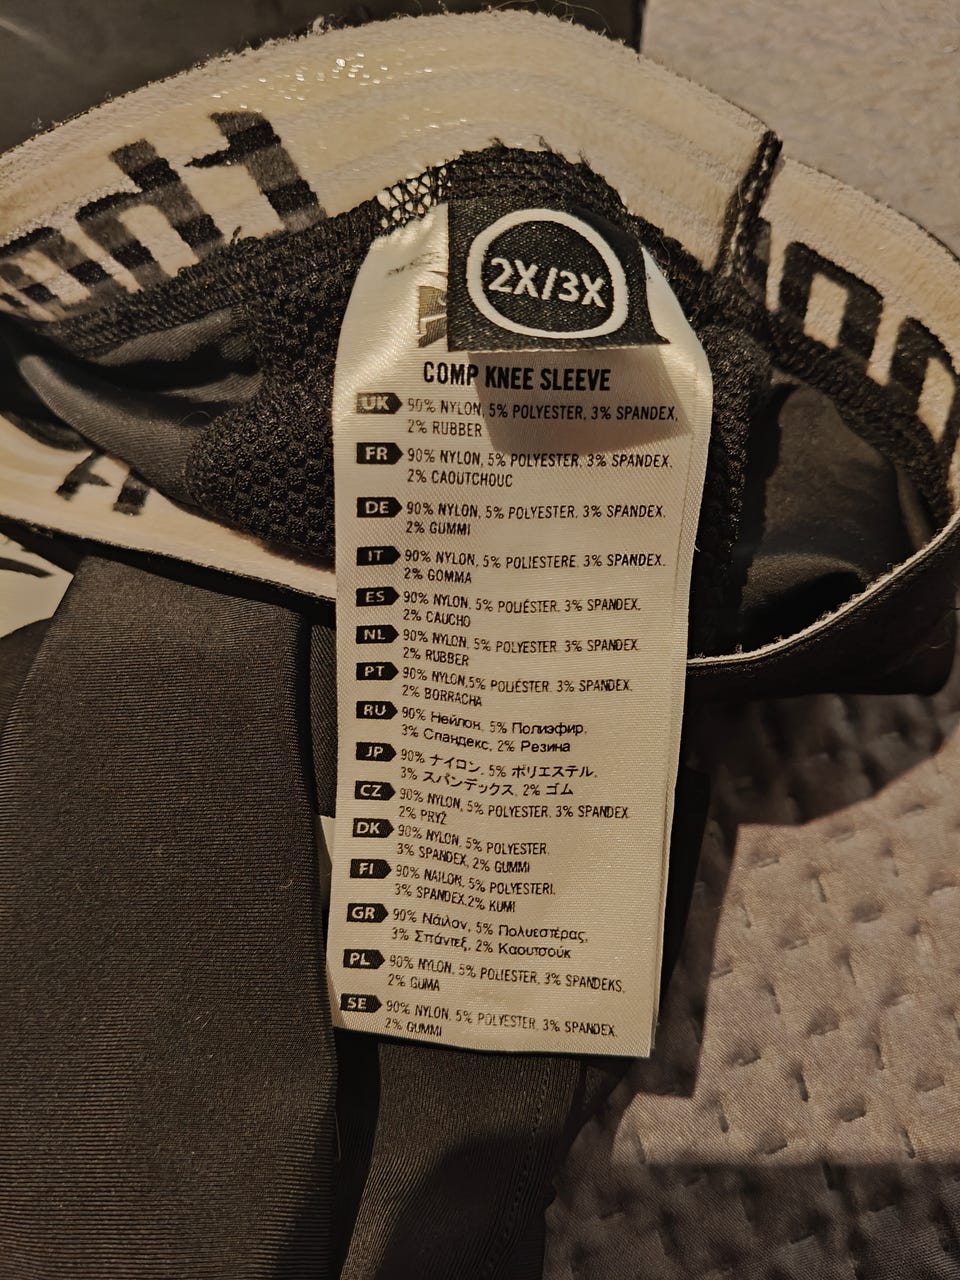 2X/3X
COMP KNEE SLEEVE
UK 90% NYLON, 5% POLYESTER, 3% SPANDEX,
2% RUBBER
FR 90% NYLON, 5% POLYESTER, 3% SPANDEX.
2% CAOUTCHOUC
DE 90% NYLON, 5% POLYESTER, 3% SPANDEX.
2% GUMMI
IT 90% NYLON, 5% POLIESTERE, 3% SPANDEX.
2% GOMMA
ES 90% NYLON, 5% POLIÉSTER. 3% SPANDEX.
2% CAUCHO
NL 90% NYLON, 5% POLYESTER. 3% SPANDEX.
2% RUBBER
PT 90% NYLON,5% POLIÉSTER. 3% SPANDEX.
2% BORRACHA
RU 90% Нейлон, 5% Полиэфир,
3% Спандекс, 2% Резина
JP 90% ナイロン, 5% ポリエステル,
3% スパンデックス, 2% ゴム
CZ 90% NYLON, 5% POLYESTER, 3% SPANDEX
2% PRYŽ
DK 90% NYLON, 5% POLYESTER.
3% SPANDEX, 2% GUMMI
FI 90% NAILON, 5% POLYESTERI,
3% SPANDEX,2% KUMI
GR 90% Νάιλον, 5% Πολυεστέρας,
3% Σπάντεξ, 2% Καουτσούκ
PL 90% NYLON, 5% POLIESTER, 3% SPANDEKS,
2% GUMA
SE 90% NYLON, 5% POLYESTER, 3% SPANDEX.
2% GUMMI